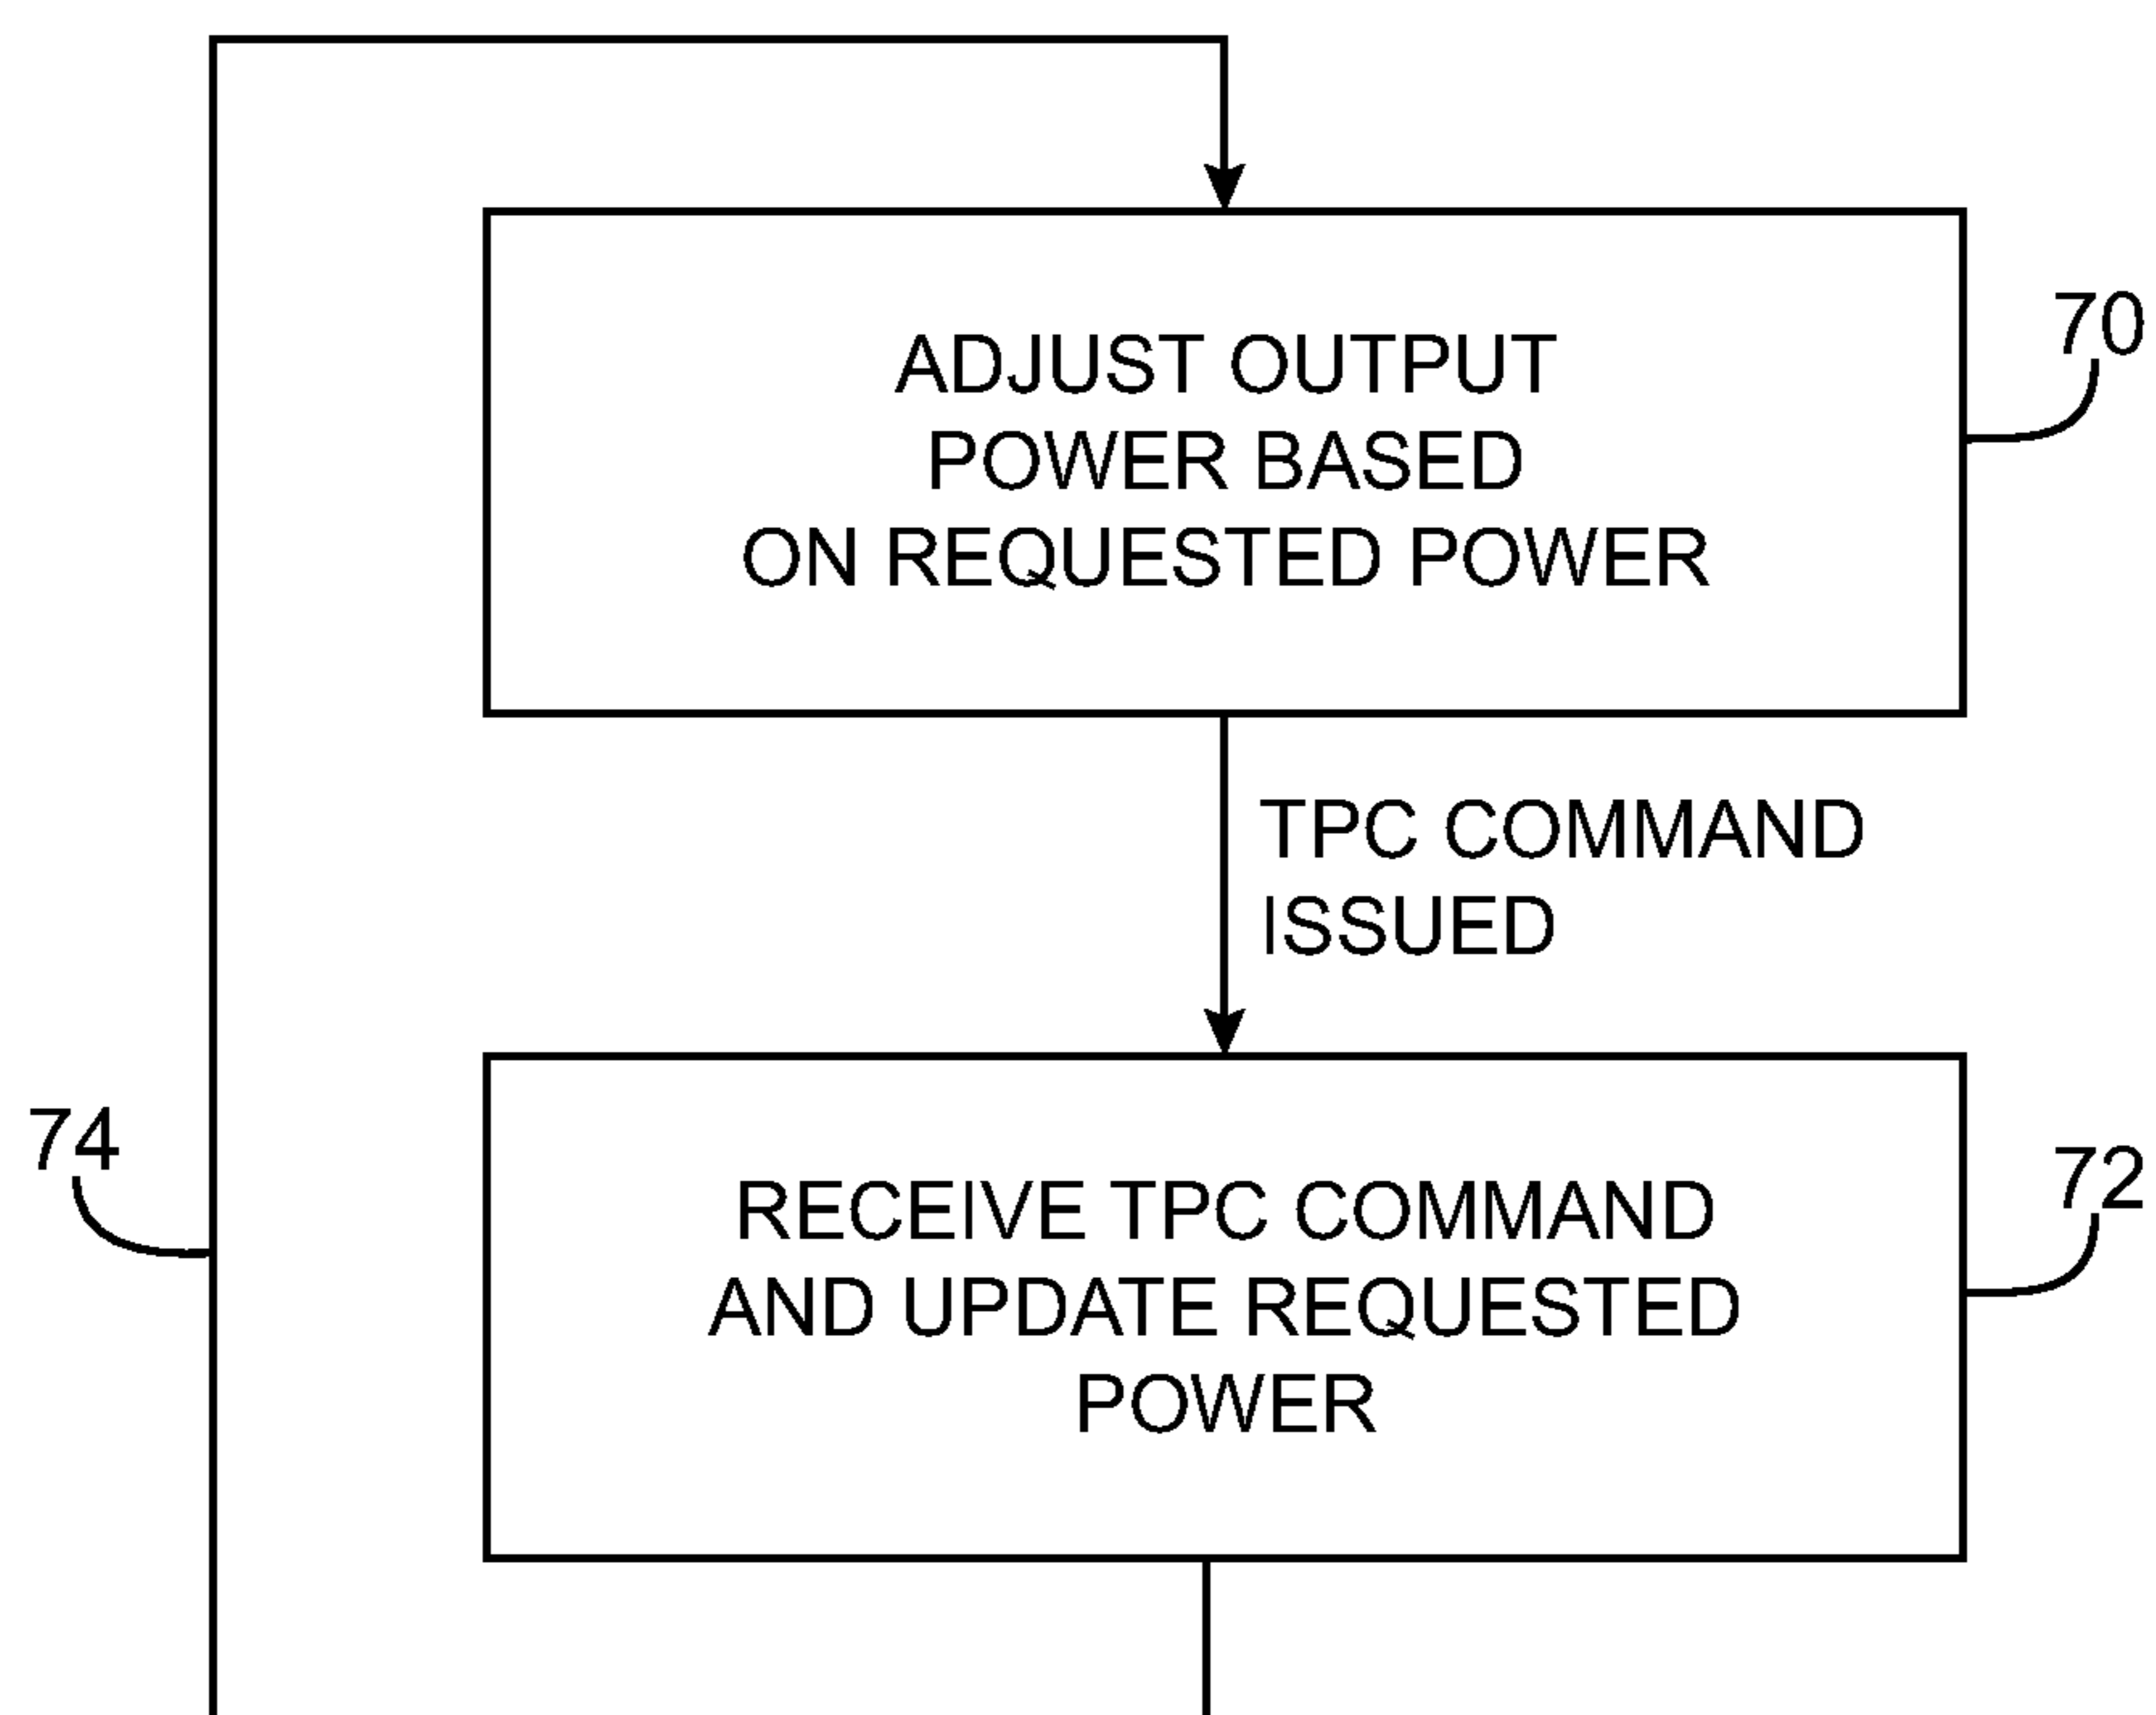 ADJUST OUTPUT
POWER BASED
ON REQUESTED POWER
70
TPC COMMAND
ISSUED
74
RECEIVE TPC COMMAND
AND UPDATE REQUESTED
POWER
72